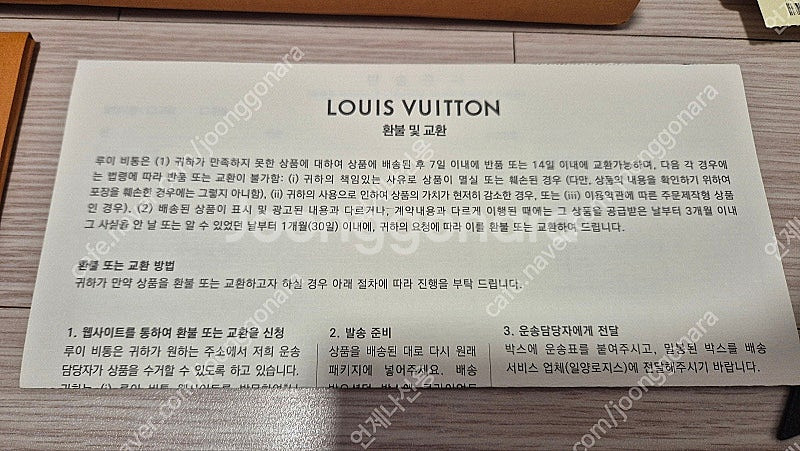 LOUIS VUITTON
환불 및 교환
루이 비통은 (1) 귀하가 만족하지 못한 상품에 대하여 상품에 배송된 후 7일 이내에 반품 또는 14일 이내에 교환가능하며, 다음 각 경우에
는 법령에 따라 반품 또는 교환이 불가함: (i) 귀하의 책임있는 사유로 상품이 멸실 또는 훼손된 경우 (다만, 상품의 내용을 확인하기 위하여
포장을 훼손한 경우에는 그렇지 아니함), (ii) 귀하의 사용으로 인하여 상품의 가치가 현저히 감소한 경우, 또는 (iii) 이용약관에 따른 주문제작형 상품
인 경우). (2) 배송된 상품이 표시 및 광고된 내용과 다르거나, 계약내용과 다르게 이행된 때에는 그 상품을 공급받은 날부터 3개월 이내
그 사실을 안 날 또는 알 수 있었던 날부터 1개월(30일) 이내에, 귀하의 요청에 따라 이를 환불 또는 교환하여 드립니다.
joonggonara
환불 또는 교환 방법
귀하가 만약 상품을 환불 또는 교환하고자 하실 경우 아래 절차에 따라 진행을 부탁 드립니다.
1. 웹사이트를 통하여 환불 또는 교환을 신청
루이 비통은 귀하가 원하는 주소에서 저희 운송
담당자가 상품을 수거할 수 있도록 하고 있습니다.
2. 발송 준비
상품을 배송된 대로 다시 원래
패키지에 넣어주세요. 배송
3. 운송담당자에게 전달
박스에 운송표를 붙여주시고, 밀봉된 박스를 배송
서비스 업체(일양로지스)에 전달해주시기 바랍니다.
cafe.naver.com/joonggonara
언제나신용